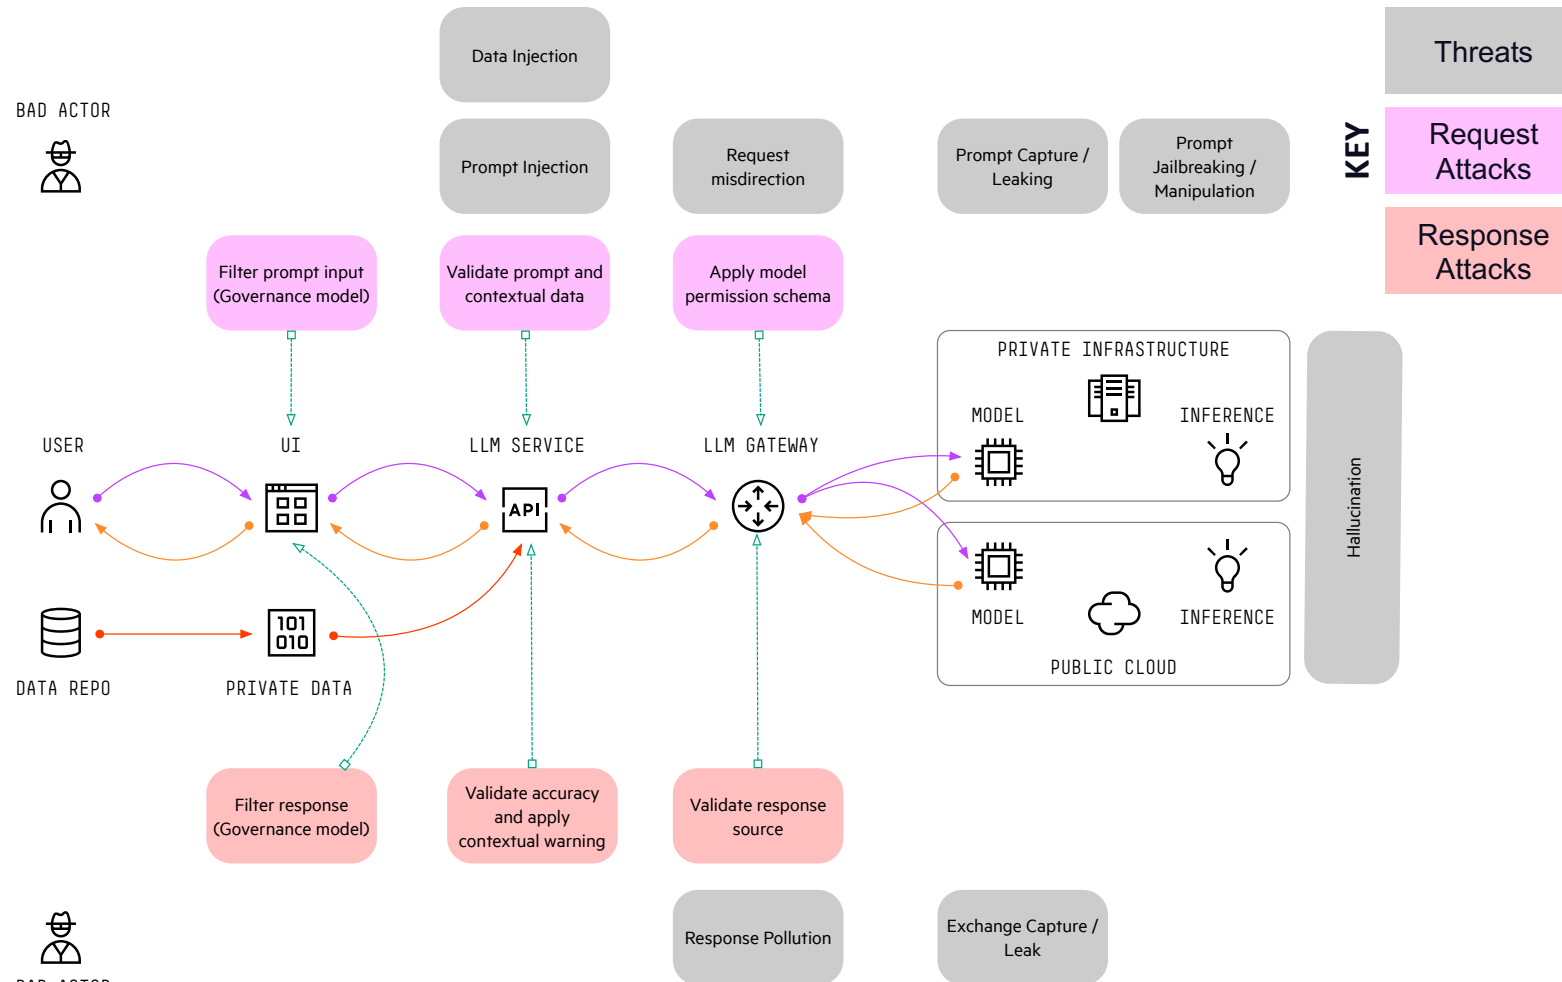 Data Injection
Threats
BAD ACTOR
Prompt Injection
Request
misdirection
Prompt Capture /
Leaking
Prompt
Jailbreaking /
Manipulation
KEY
Request
Attacks
Filter prompt input
(Governance model)
Validate prompt and
contextual data
Apply model
permission schema
Response
Attacks
PRIVATE INFRASTRUCTURE
MODEL
INFERENCE
USER
UI
LLM SERVICE
LLM GATEWAY
API
Hallucination
MODEL
INFERENCE
PUBLIC CLOUD
101
010
DATA REPO
PRIVATE DATA
Filter response
(Governance model)
Validate accuracy
and apply
contextual warning
Validate response
source
Response Pollution
Exchange Capture /
Leak
BAD ACTOR